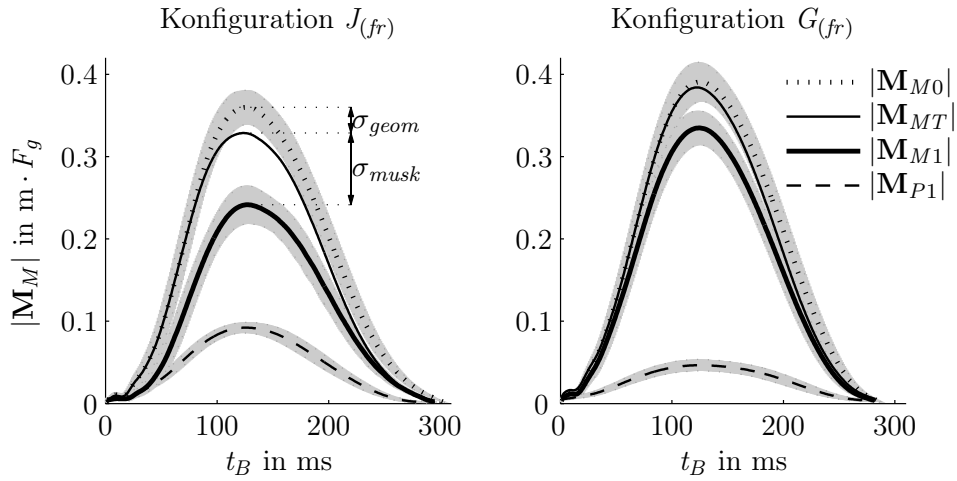 Konfiguration J(fr)
Konfiguration G(fr)
|M_M| in m · F_g
0.4
0.3
0.2
0.1
0
σ_geom
σ_musk
0 100 200 300
t_B in ms
0.4
0.3
0.2
0.1
0
|M_M0|
|M_MT|
|M_M1|
|M_P1|
0 100 200 300
t_B in ms